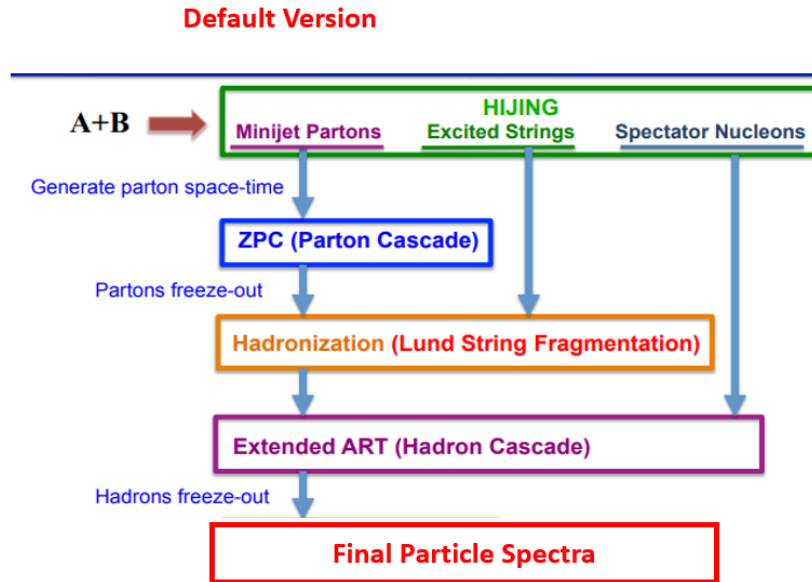 Default Version
HIJING
A+B
Minijet Partons Excited Strings Spectator Nucleons
Generate parton space-time
ZPC (Parton Cascade)
Partons freeze-out
Hadronization (Lund String Fragmentation)
Extended ART (Hadron Cascade)
Hadrons freeze-out
Final Particle Spectra